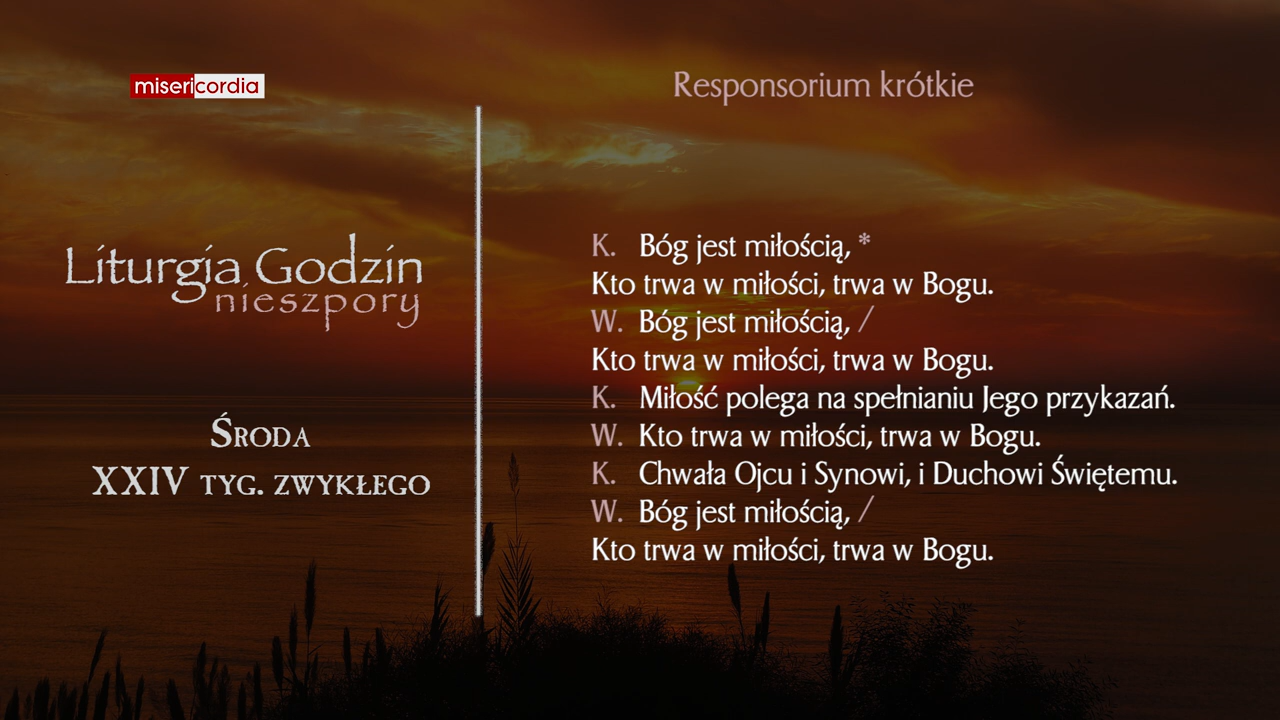 misericordia
Responsorium krótkie
Liturgia Godzin
nieszpory
Środa
XXIV tyg. zwykłego
K. Bóg jest miłością, *
Kto trwa w miłości, trwa w Bogu.
W. Bóg jest miłością, /
Kto trwa w miłości, trwa w Bogu.
K. Miłość polega na spełnianiu Jego przykazań.
W. Kto trwa w miłości, trwa w Bogu.
K. Chwała Ojcu i Synowi, i Duchowi Świętemu.
W. Bóg jest miłością, /
Kto trwa w miłości, trwa w Bogu.